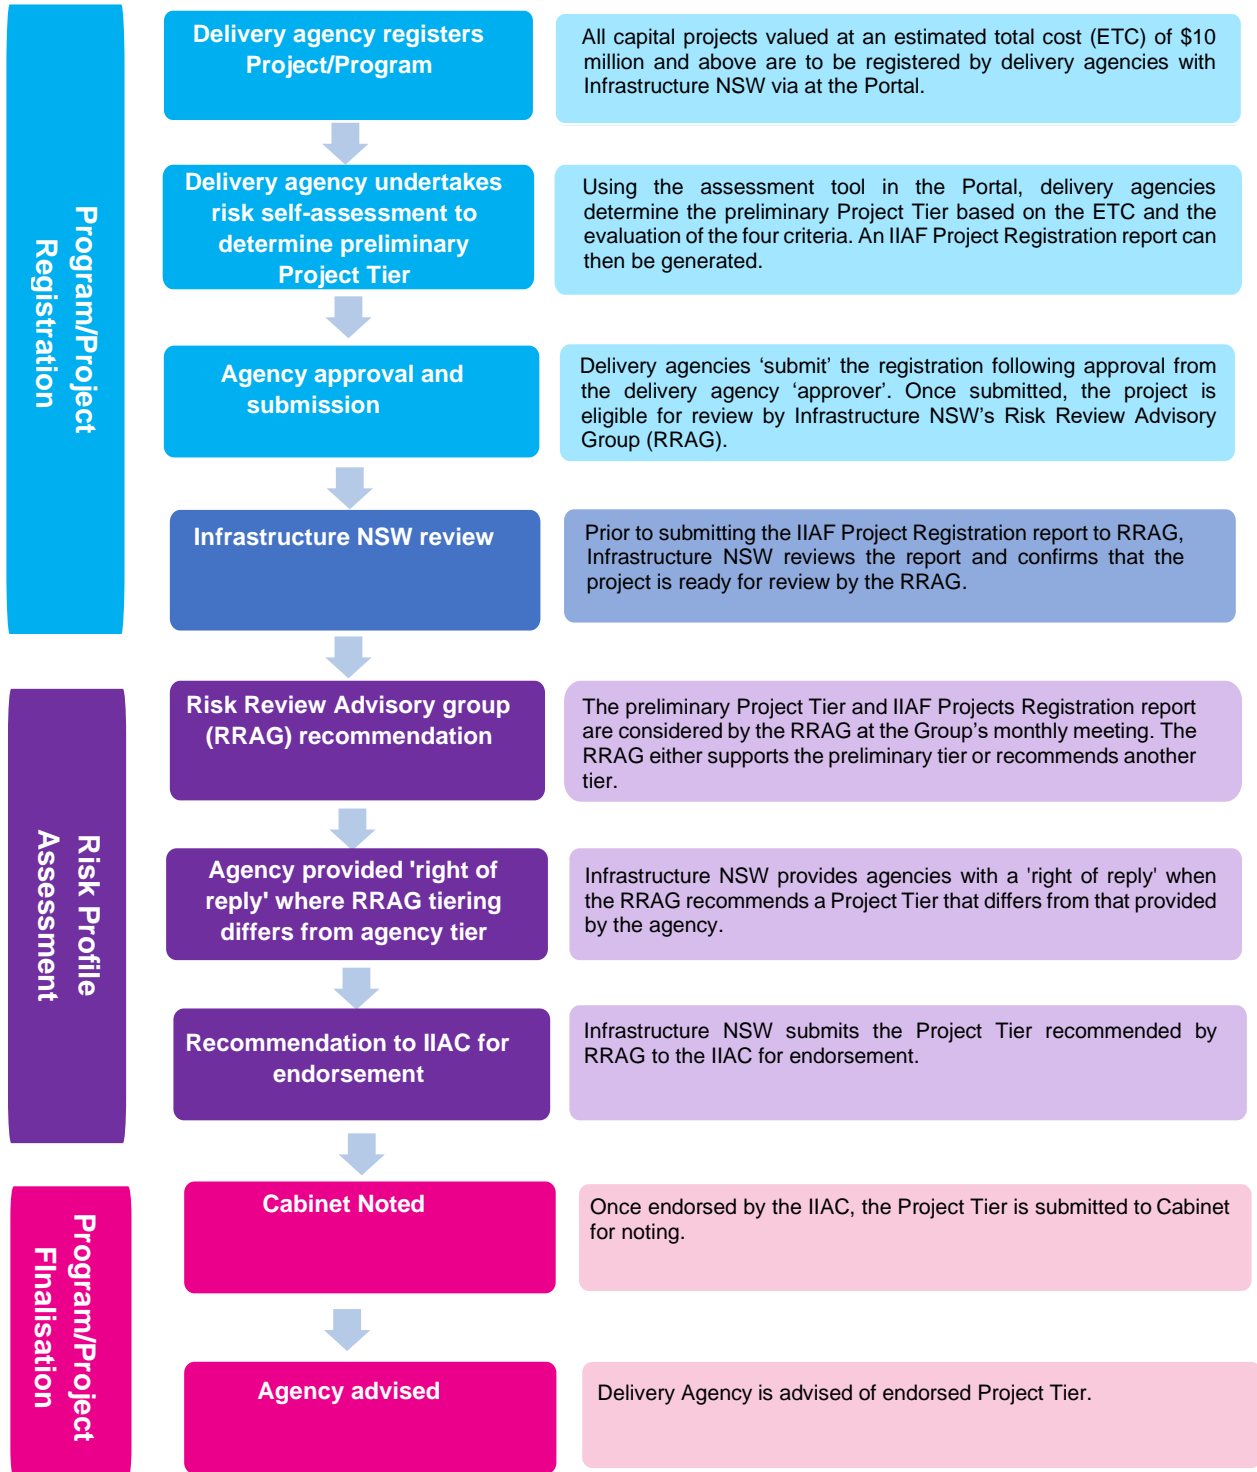 Program/Project
Registration
Delivery agency registers
Project/Program
All capital projects valued at an estimated total cost (ETC) of $10
million and above are to be registered by delivery agencies with
Infrastructure NSW via at the Portal.
Delivery agency undertakes
risk self-assessment to
determine preliminary
Project Tier
Using the assessment tool in the Portal, delivery agencies
determine the preliminary Project Tier based on the ETC and the
evaluation of the four criteria. An IIAF Project Registration report can
then be generated.
Agency approval and
submission
Delivery agencies ‘submit’ the registration following approval from
the delivery agency ‘approver’. Once submitted, the project is
eligible for review by Infrastructure NSW’s Risk Review Advisory
Group (RRAG).
Infrastructure NSW review
Prior to submitting the IIAF Project Registration report to RRAG,
Infrastructure NSW reviews the report and confirms that the
project is ready for review by the RRAG.
Risk Profile
Assessment
Risk Review Advisory group
(RRAG) recommendation
The preliminary Project Tier and IIAF Projects Registration report
are considered by the RRAG at the Group’s monthly meeting. The
RRAG either supports the preliminary tier or recommends another
tier.
Agency provided 'right of
reply' where RRAG tiering
differs from agency tier
Infrastructure NSW provides agencies with a 'right of reply' when
the RRAG recommends a Project Tier that differs from that provided
by the agency.
Recommendation to IIAC for
endorsement
Infrastructure NSW submits the Project Tier recommended by
RRAG to the IIAC for endorsement.
Program/Project
FInalisation
Cabinet Noted
Once endorsed by the IIAC, the Project Tier is submitted to Cabinet
for noting.
Agency advised
Delivery Agency is advised of endorsed Project Tier.